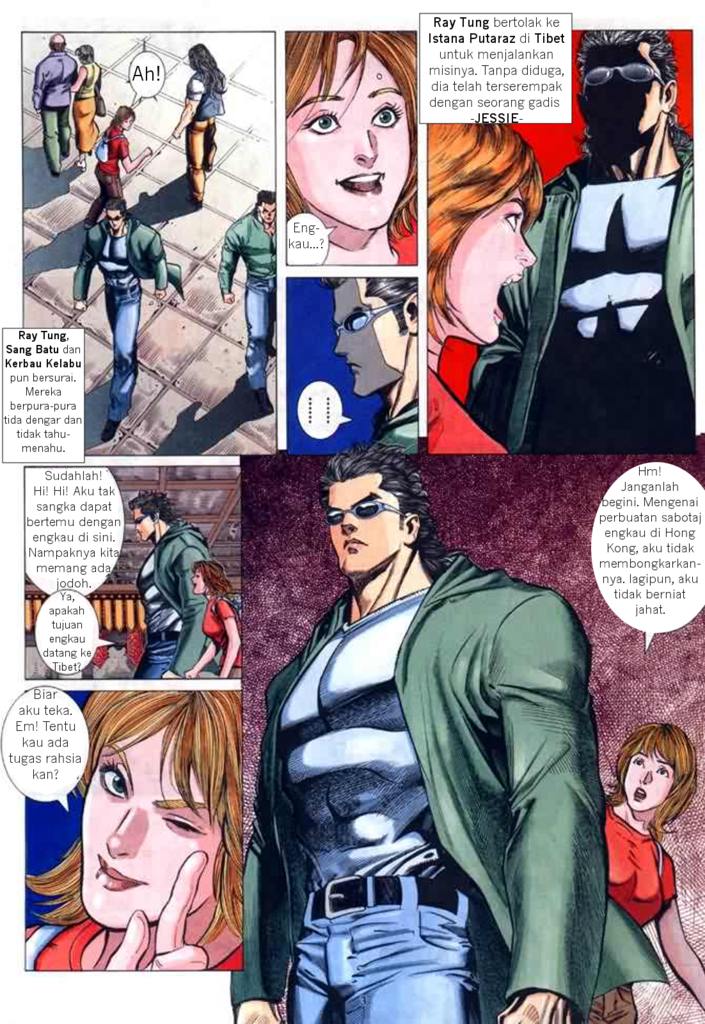 Ah!
Eng-
kau...?
Ray Tung bertolak ke
Istana Putaraz di Tibet
untuk menjalankan
misinya. Tanpa diduga,
dia telah terserempak
dengan seorang gadis
-JESSIE-
Ray Tung,
Sang Batu dan
Kerbau Kelabu
pun bersurai.
Mereka
berpura-pura
tida dengar dan
tidak tahu-
menahu.
!!!
Sudahlah!
Hi! Hi! Aku tak
sangka dapat
bertemu dengan
engkau di sini.
Nampaknya kita
memang ada
jodoh.
Ya,
apakah
tujuan
engkau
datang ke
Tibet?
Hm!
Janganlah
begini. Mengenai
perbuatan sabotaj
engkau di Hong
Kong, aku tidak
membongkarkan-
nya. lagipun, aku
tidak berniat
jahat.
Biar
aku teka.
Em! Tentu
kau ada
tugas rahsia
kan?